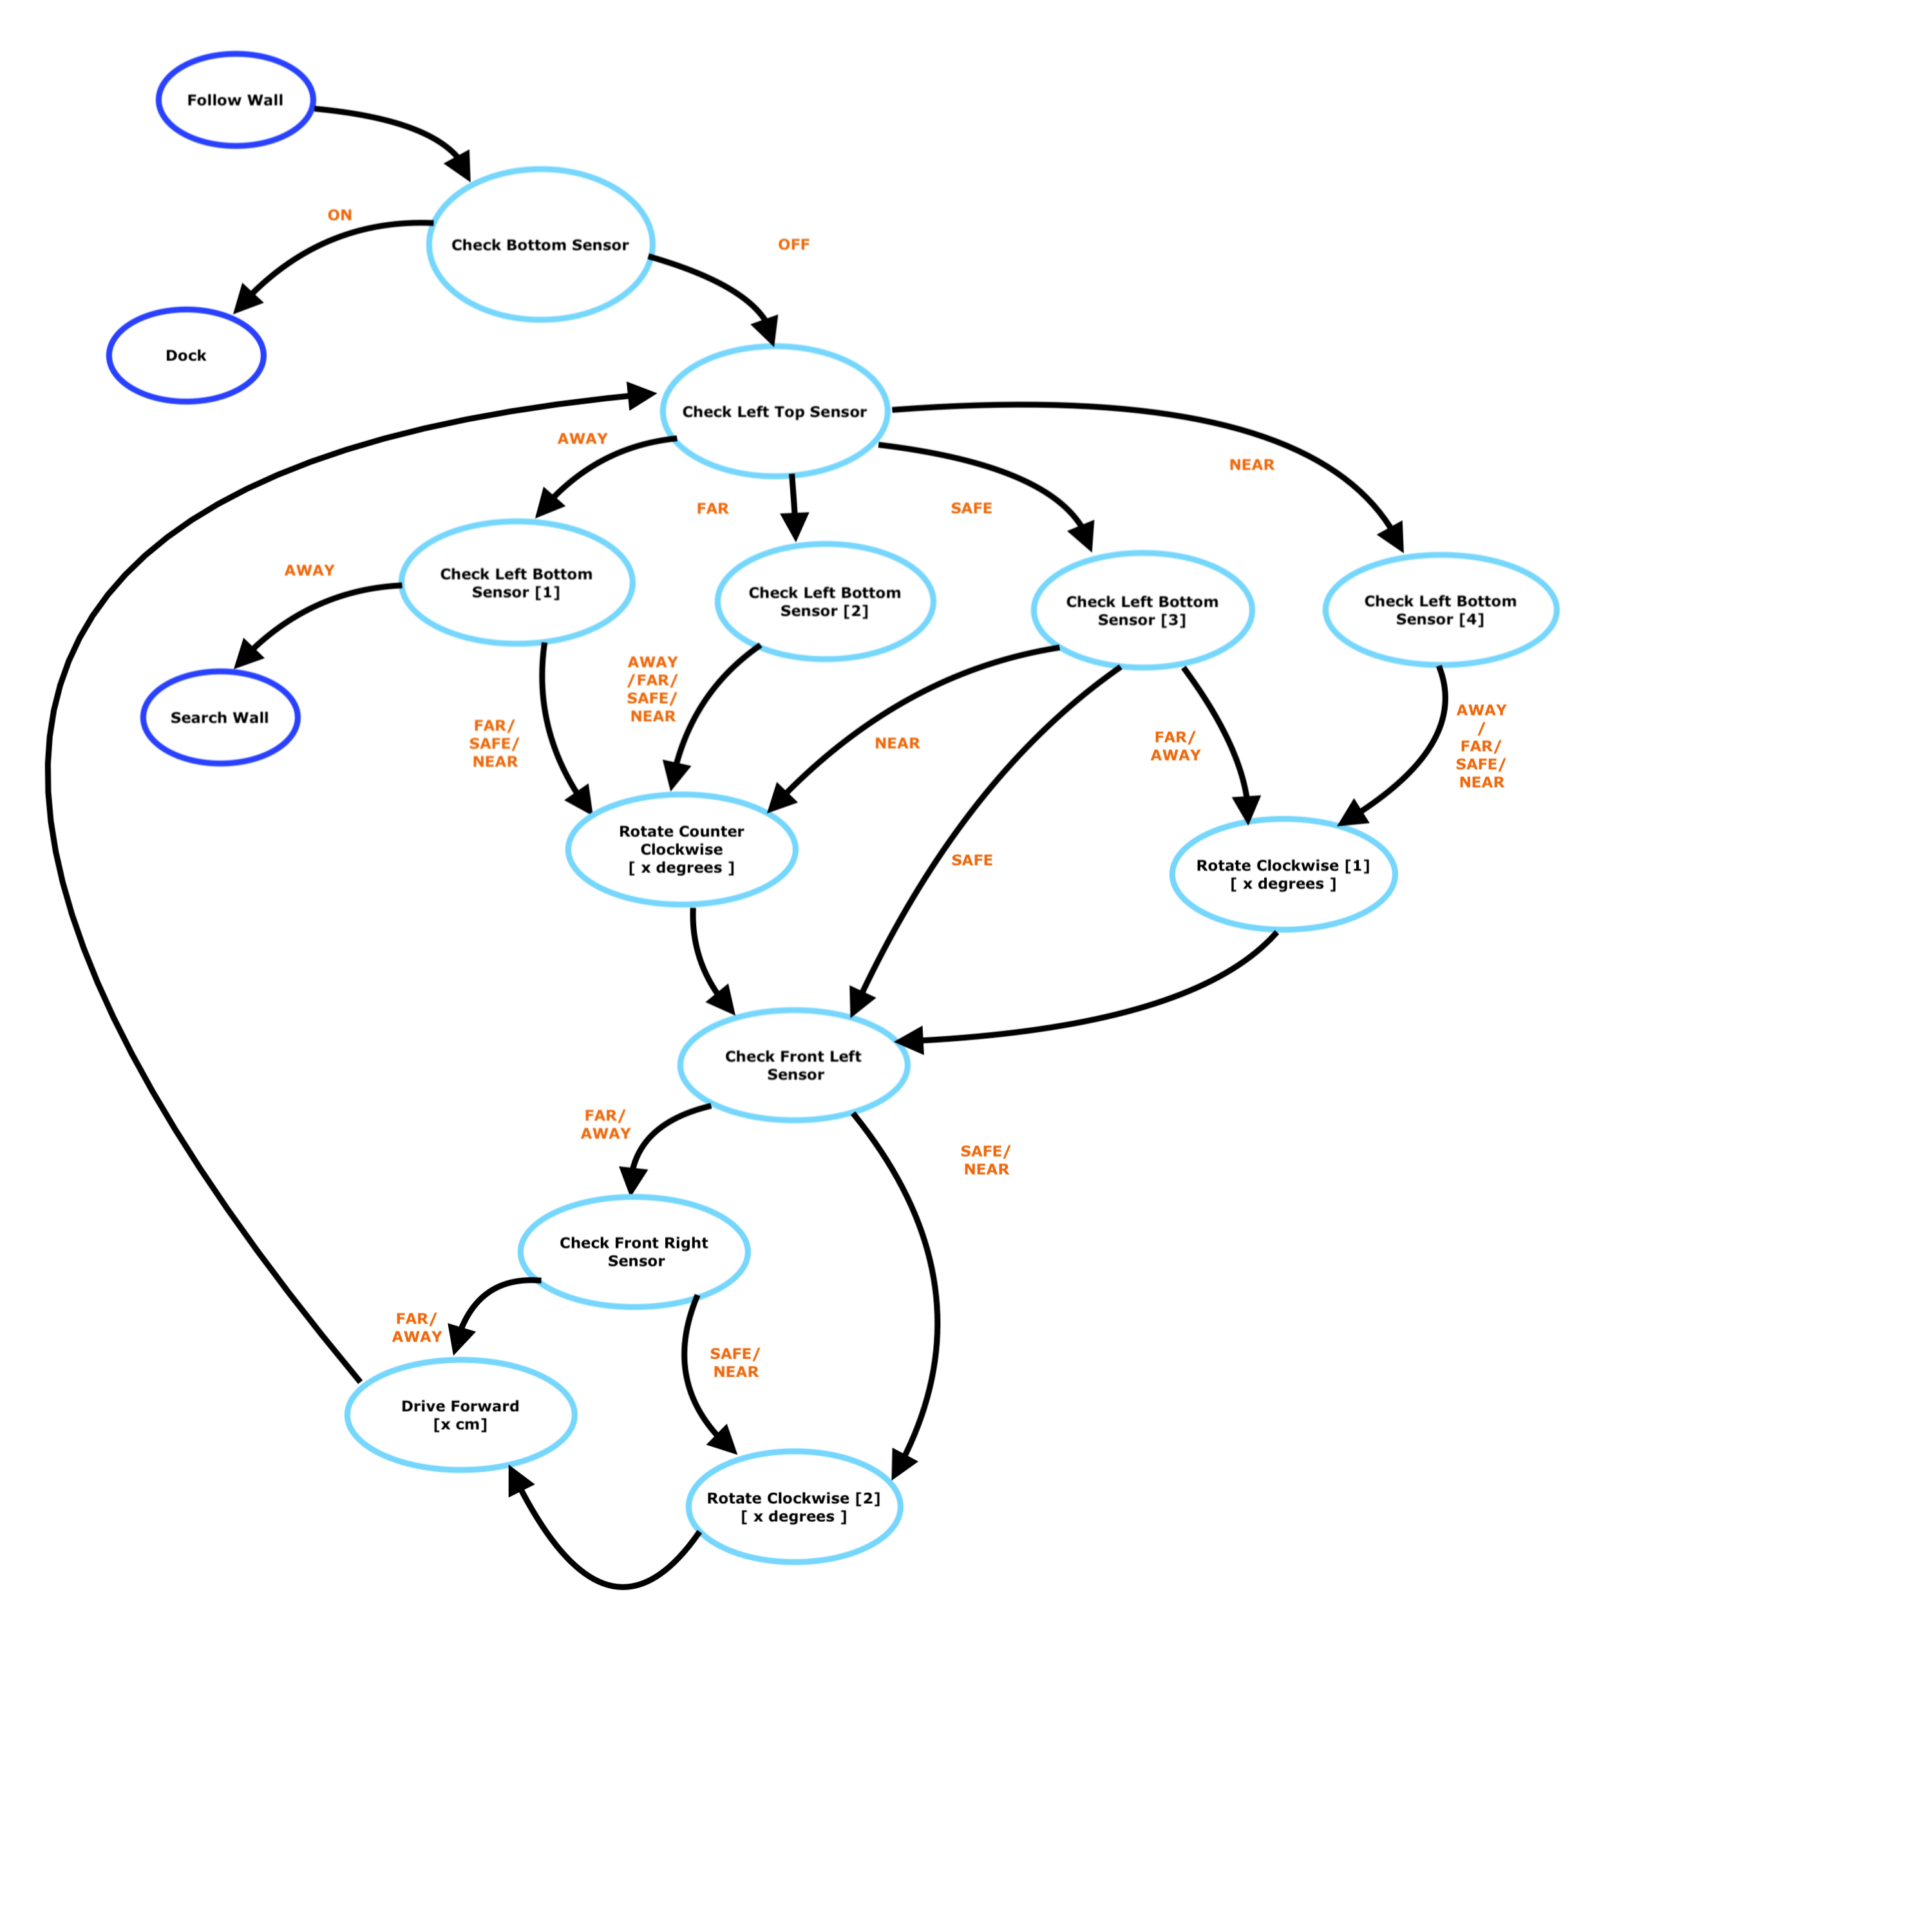 Follow Wall
ON
Check Bottom Sensor
OFF
Dock
Check Left Top Sensor
AWAY
NEAR
FAR
SAFE
AWAY
Check Left Bottom
Sensor [1]
Check Left Bottom
Sensor [2]
Check Left Bottom
Sensor [3]
Check Left Bottom
Sensor [4]
Search Wall
FAR/
SAFE/
NEAR
AWAY
/FAR/
SAFE/
NEAR
NEAR
FAR/
AWAY
AWAY
/
FAR/
SAFE/
NEAR
Rotate Counter
Clockwise
[ x degrees ]
SAFE
Rotate Clockwise [1]
[ x degrees ]
Check Front Left
Sensor
FAR/
AWAY
SAFE/
NEAR
Check Front Right
Sensor
FAR/
AWAY
SAFE/
NEAR
Drive Forward
[x cm]
Rotate Clockwise [2]
[ x degrees ]